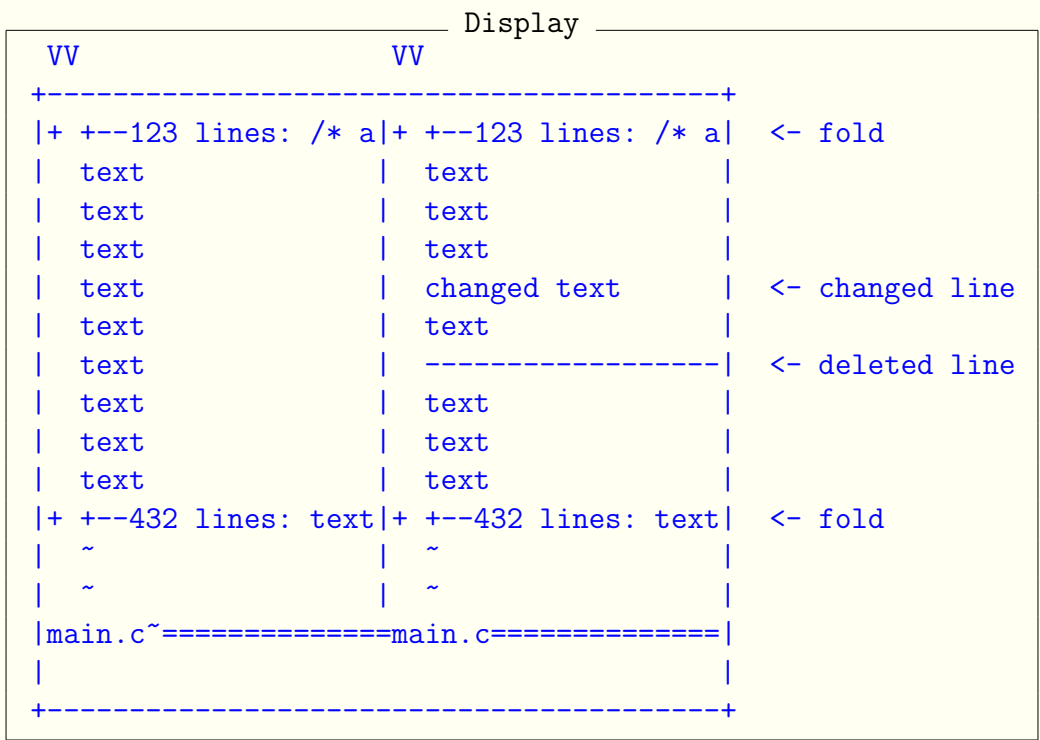 Display
 VV                   VV
+-----------------------------------------+
|+ +--123 lines: /* a|+ +--123 lines: /* a|  <- fold
|  text              |  text              |
|  text              |  text              |
|  text              |  text              |
|  text              |  changed text      |  <- changed line
|  text              |  text              |
|  text              |  ------------------|  <- deleted line
|  text              |  text              |
|  text              |  text              |
|  text              |  text              |
|+ +--432 lines: text|+ +--432 lines: text|  <- fold
|  ~                 |  ~                 |
|  ~                 |  ~                 |
|main.c~==============main.c==============|
|                                         |
+-----------------------------------------+